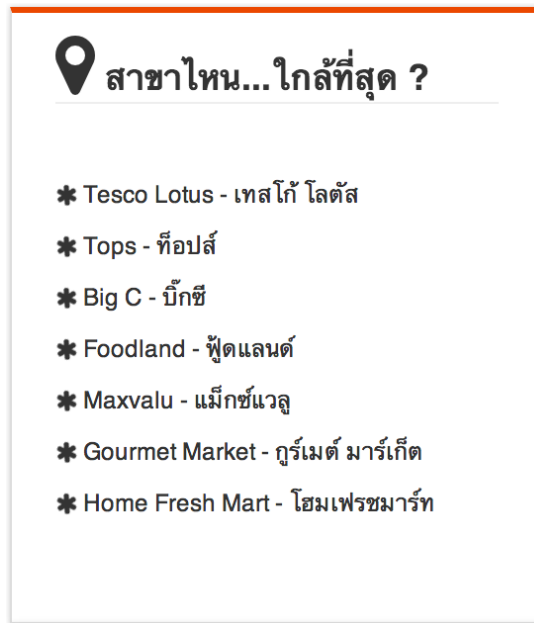 สาขาไหน...ใกล้ที่สุด ?
✱ Tesco Lotus - เทสโก้ โลตัส
✱ Tops - ท็อปส์
✱ Big C - บิ๊กซี
✱ Foodland - ฟู้ดแลนด์
✱ Maxvalu - แม็กซ์แวลู
✱ Gourmet Market - กูร์เมต์ มาร์เก็ต
✱ Home Fresh Mart - โฮมเฟรชมาร์ท